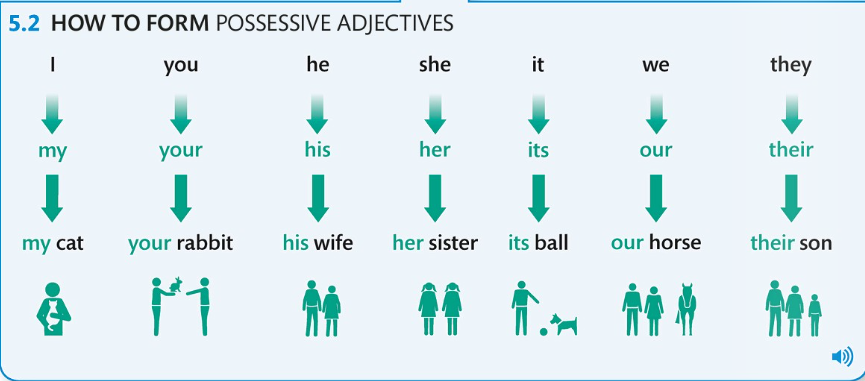 5.2 HOW TO FORM POSSESSIVE ADJECTIVES
I you he she it we they
my your his her its our their
my cat your rabbit his wife her sister its ball our horse their son